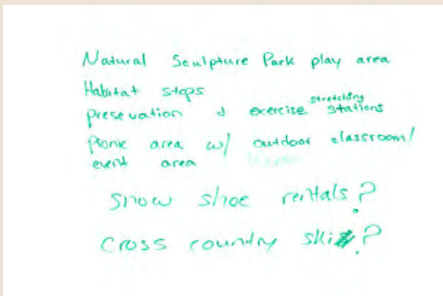 Natural Sculpture Park play area
Habitat stops
stretching
preservation & exercise stations
picnic area w/ outdoor classroom/
event area
snow shoe rentals?
cross country ski?